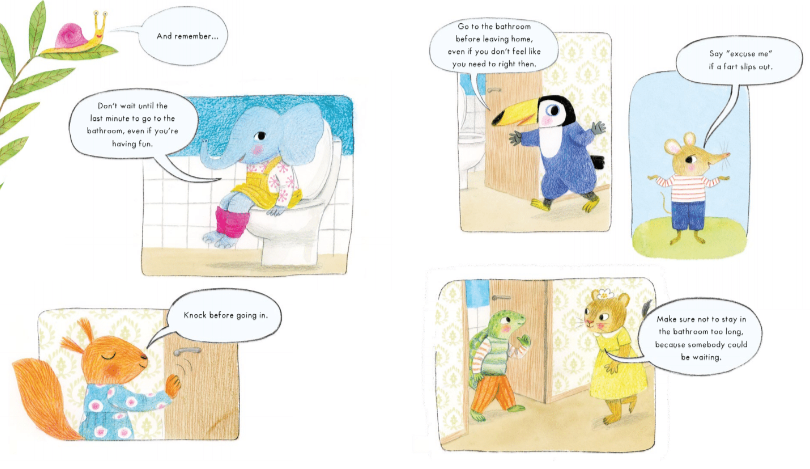 And remember...
Don't wait until the
last minute to go to the
bathroom, even if you're
having fun.
Knock before going in.
Go to the bathroom
before leaving home,
even if you don't feel like
you need to right then.
Say "excuse me"
if a fart slips out.
Make sure not to stay in
the bathroom too long,
because somebody could
be waiting.